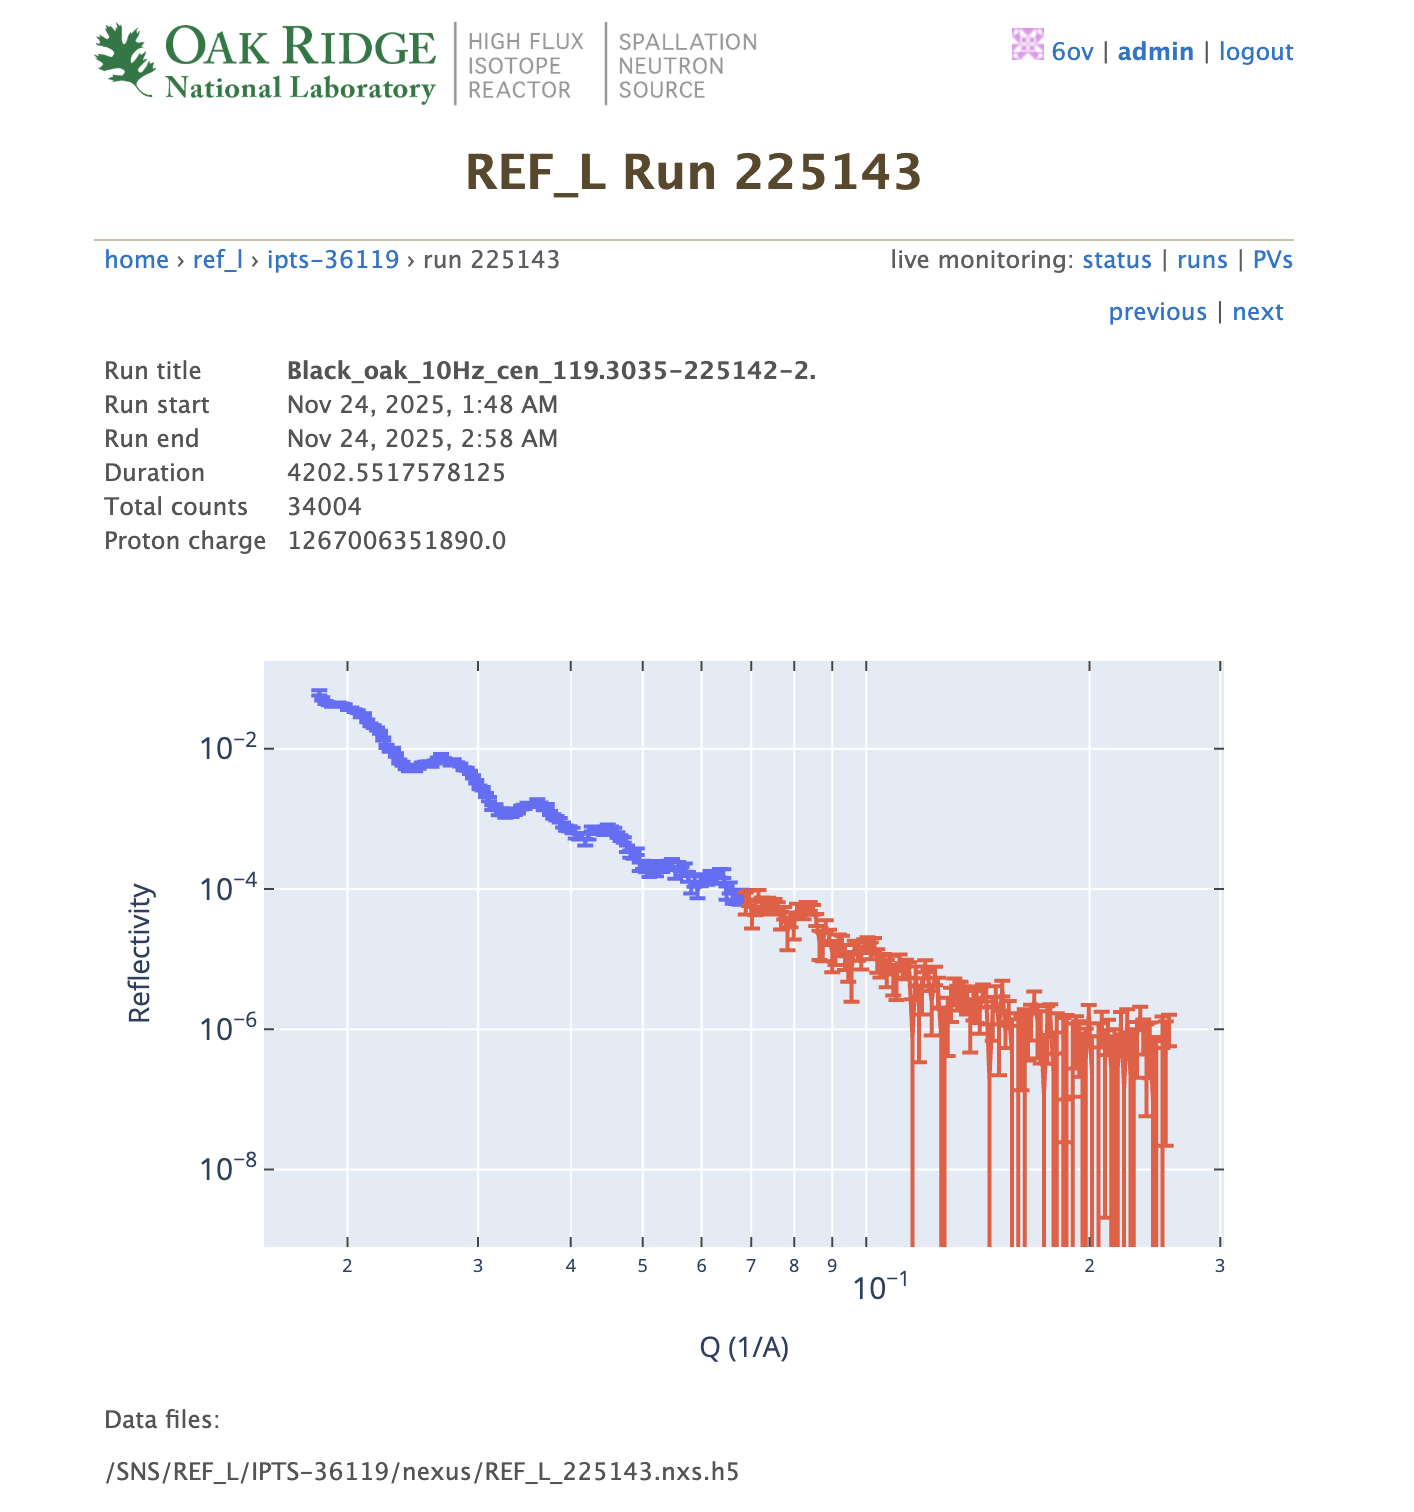 OAK RIDGE
National Laboratory
HIGH FLUX
ISOTOPE
REACTOR
SPALLATION
NEUTRON
SOURCE
6ov | admin | logout
REF_L Run 225143
home › ref_l › ipts-36119 › run 225143
live monitoring: status | runs | PVs
previous | next
Run title Black_oak_10Hz_cen_119.3035-225142-2.
Run start Nov 24, 2025, 1:48 AM
Run end Nov 24, 2025, 2:58 AM
Duration 4202.5517578125
Total counts 34004
Proton charge 1267006351890.0
Reflectivity
10⁻²
10⁻⁴
10⁻⁶
10⁻⁸
2 3 4 5 6 7 8 9 10⁻¹ 2 3
Q (1/A)
Data files:
/SNS/REF_L/IPTS-36119/nexus/REF_L_225143.nxs.h5